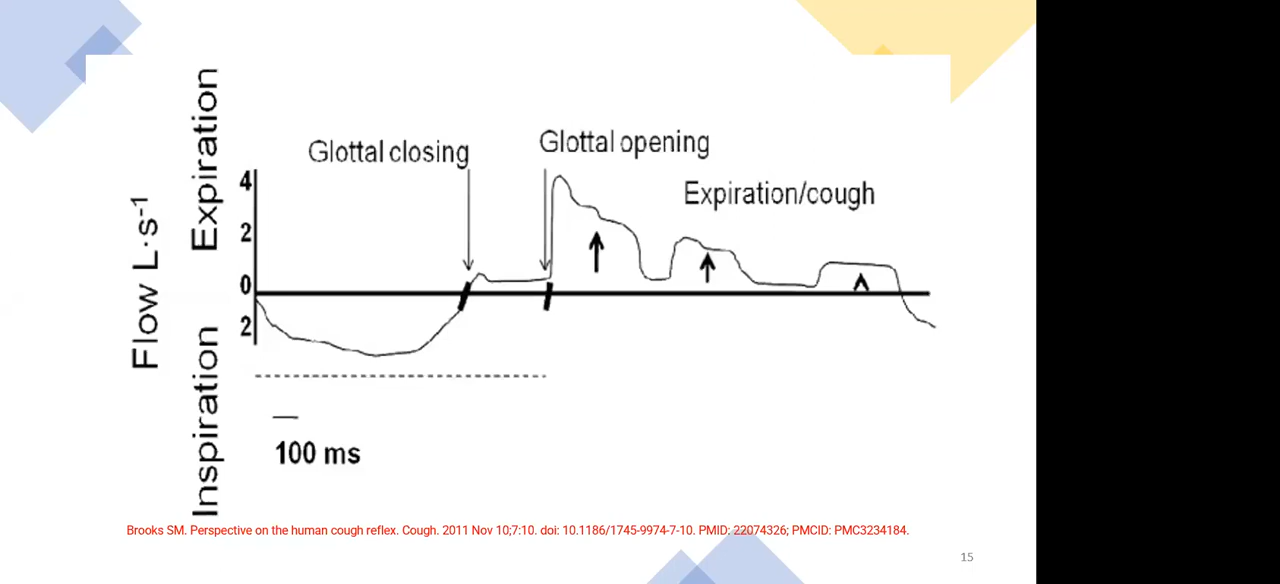 Glottal closing
Glottal opening
Expiration/cough
Flow L·s-1
Expiration
Inspiration
4
2
0
2
100 ms
Brooks SM. Perspective on the human cough reflex. Cough. 2011 Nov 10;7:10. doi: 10.1186/1745-9974-7-10. PMID: 22074326; PMCID: PMC3234184.
15